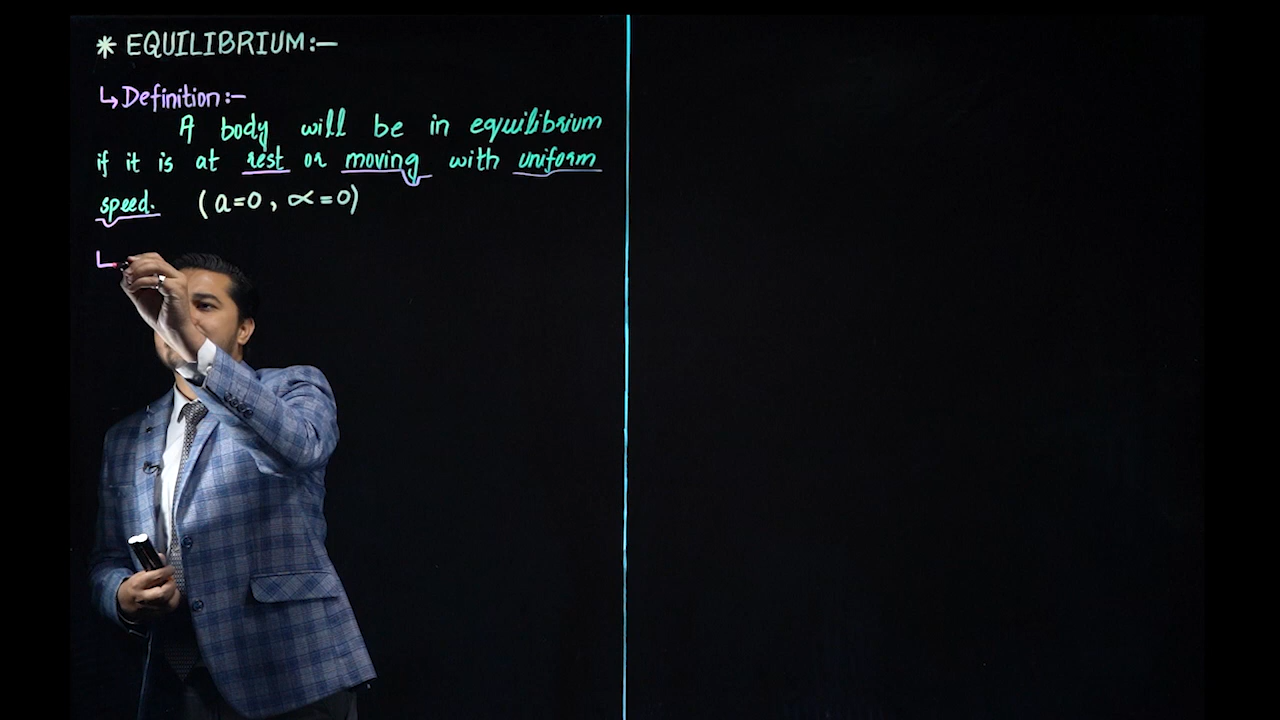 * EQUILIBRIUM:-
↳ Definition:-
A body will be in equilibrium
if it is at rest or moving with uniform
speed. (a=0, ∝=0)